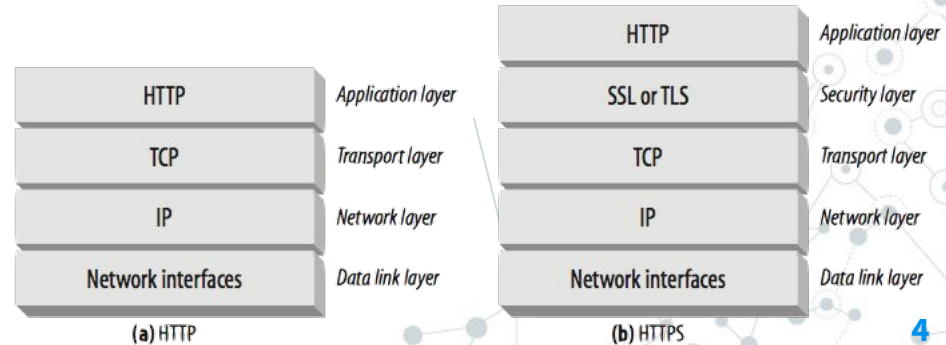 HTTP Application layer
TCP Transport layer
IP Network layer
Network interfaces Data link layer
(a) HTTP
HTTP Application layer
SSL or TLS Security layer
TCP Transport layer
IP Network layer
Network interfaces Data link layer
(b) HTTPS
4